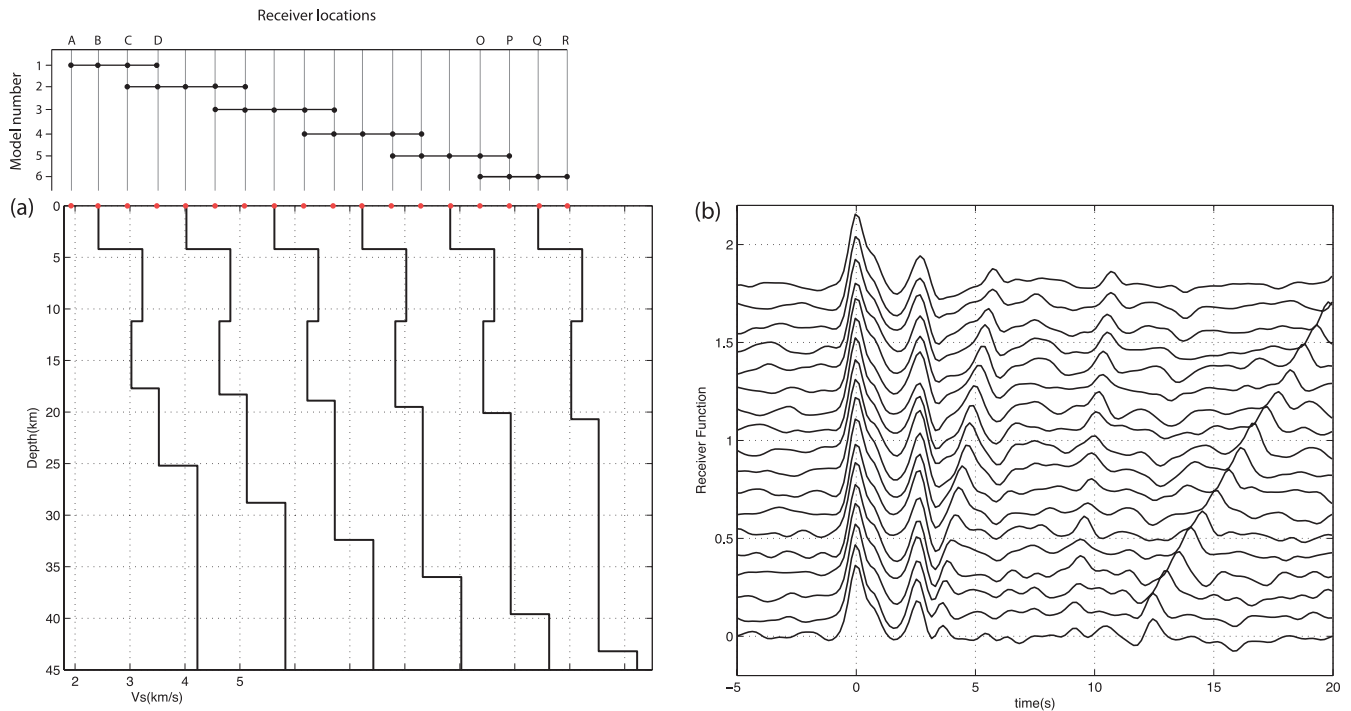 Receiver locations
A B C D O P Q R
Model number
1
2
3
4
5
6
(a)
0
5
10
15
20
25
30
35
40
45
Depth(km)
2 3 4 5
Vs(km/s)
(b)
2
1.5
1
0.5
0
Receiver Function
−5 0 5 10 15 20
time(s)